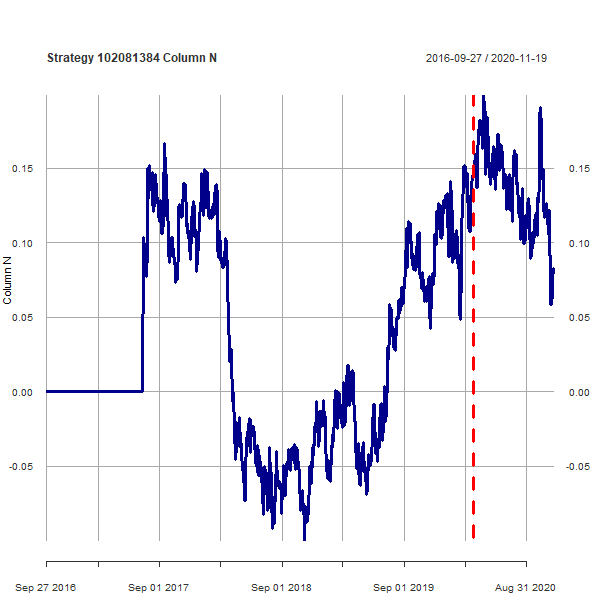 Strategy 102081384 Column N
2016-09-27 / 2020-11-19
Column N
0.15
0.10
0.05
0.00
-0.05
0.15
0.10
0.05
0.00
-0.05
Sep 27 2016
Sep 01 2017
Sep 01 2018
Sep 01 2019
Aug 31 2020